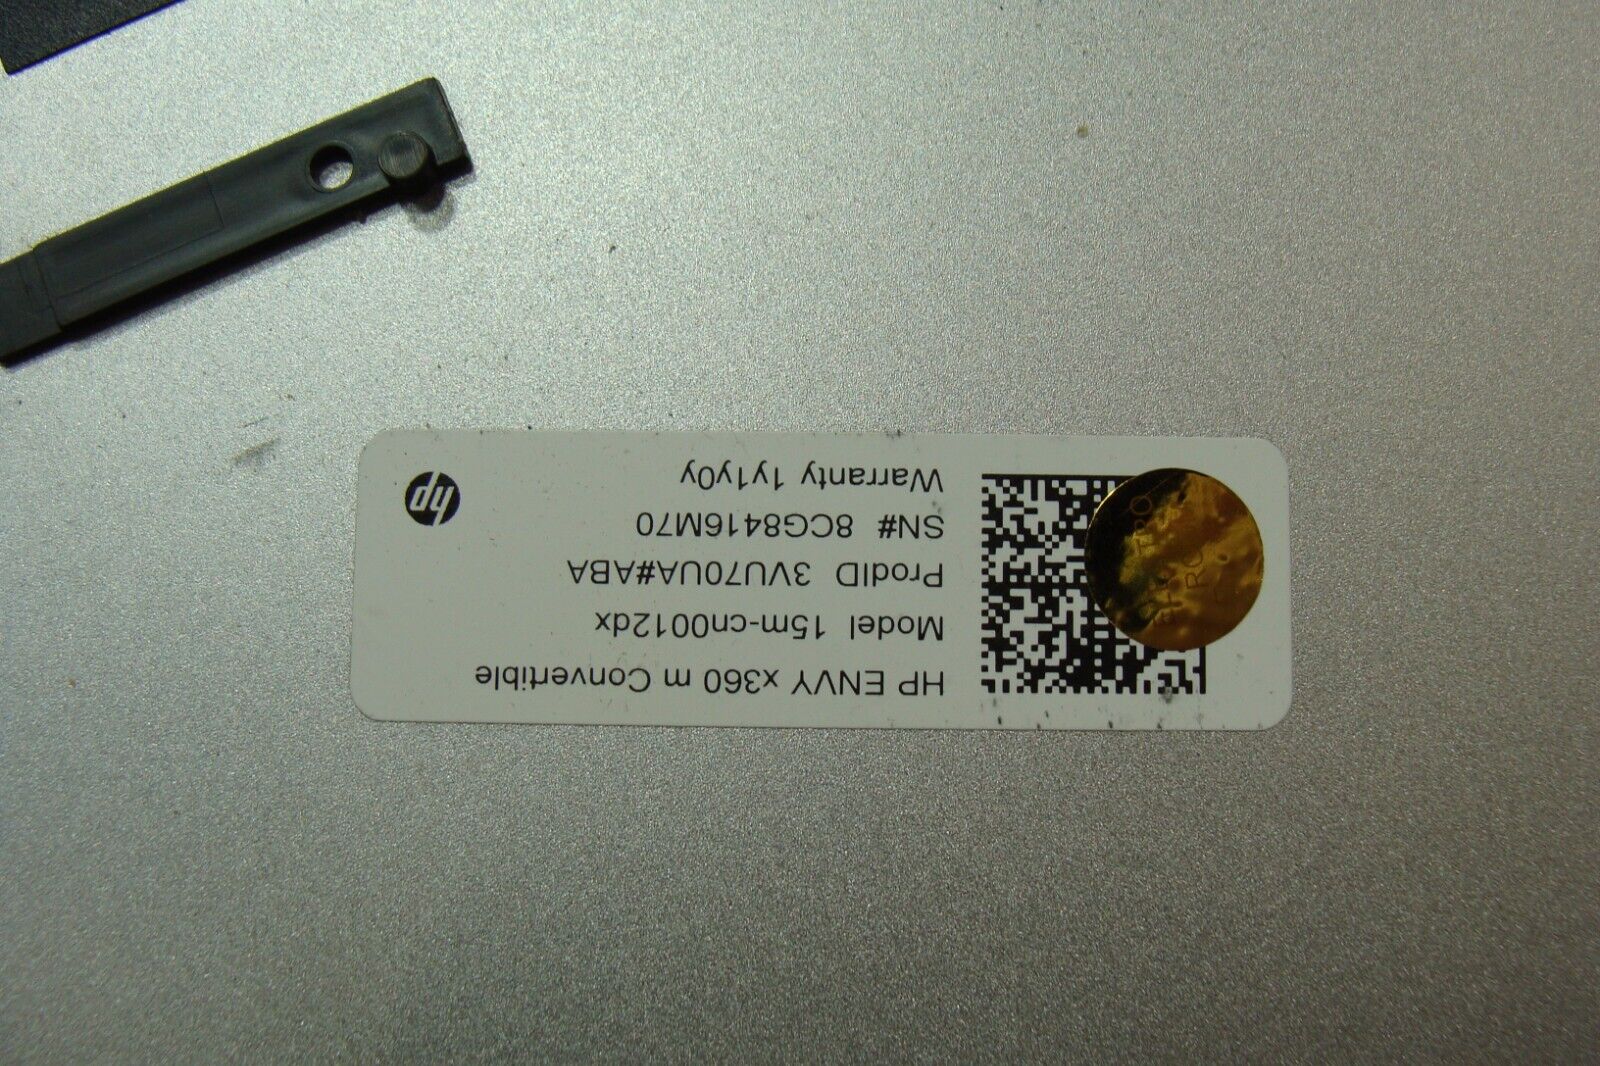 HP ENVY x360 m Convertible
Model 15m-cn0012dx
ProdID 3VU70UA#ABA
SN# 8CG8416M70
Warranty 1y1y0y
hp